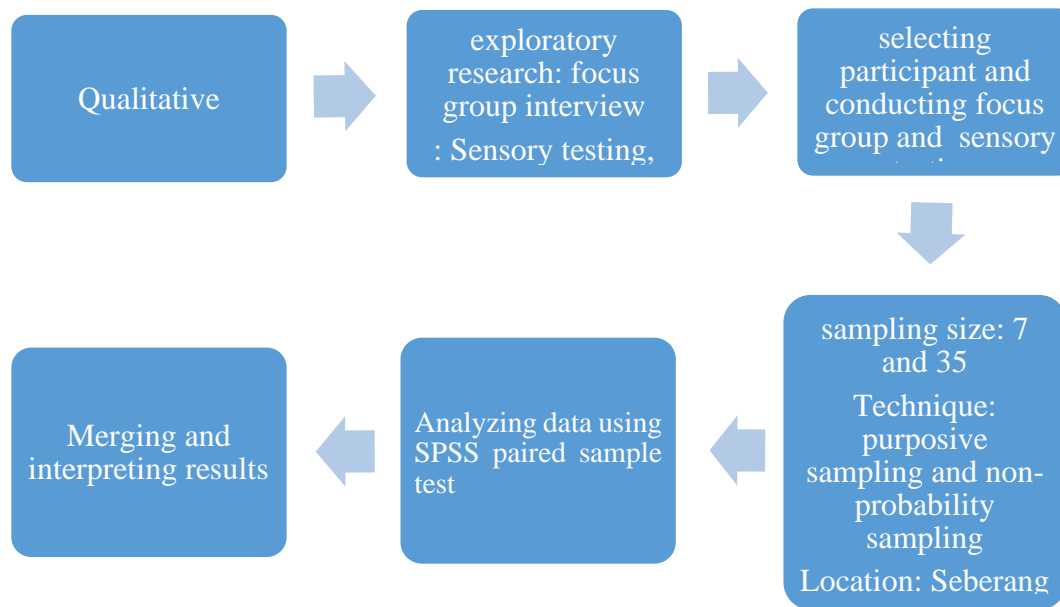 Qualitative
exploratory
research: focus
group interview
: Sensory testing,
selecting
participant and
conducting focus
group and sensory
sampling size: 7
and 35
Technique:
purposive
sampling and non-
probability
sampling
Location: Seberang
Analyzing data using
SPSS paired sample
test
Merging and
interpreting results